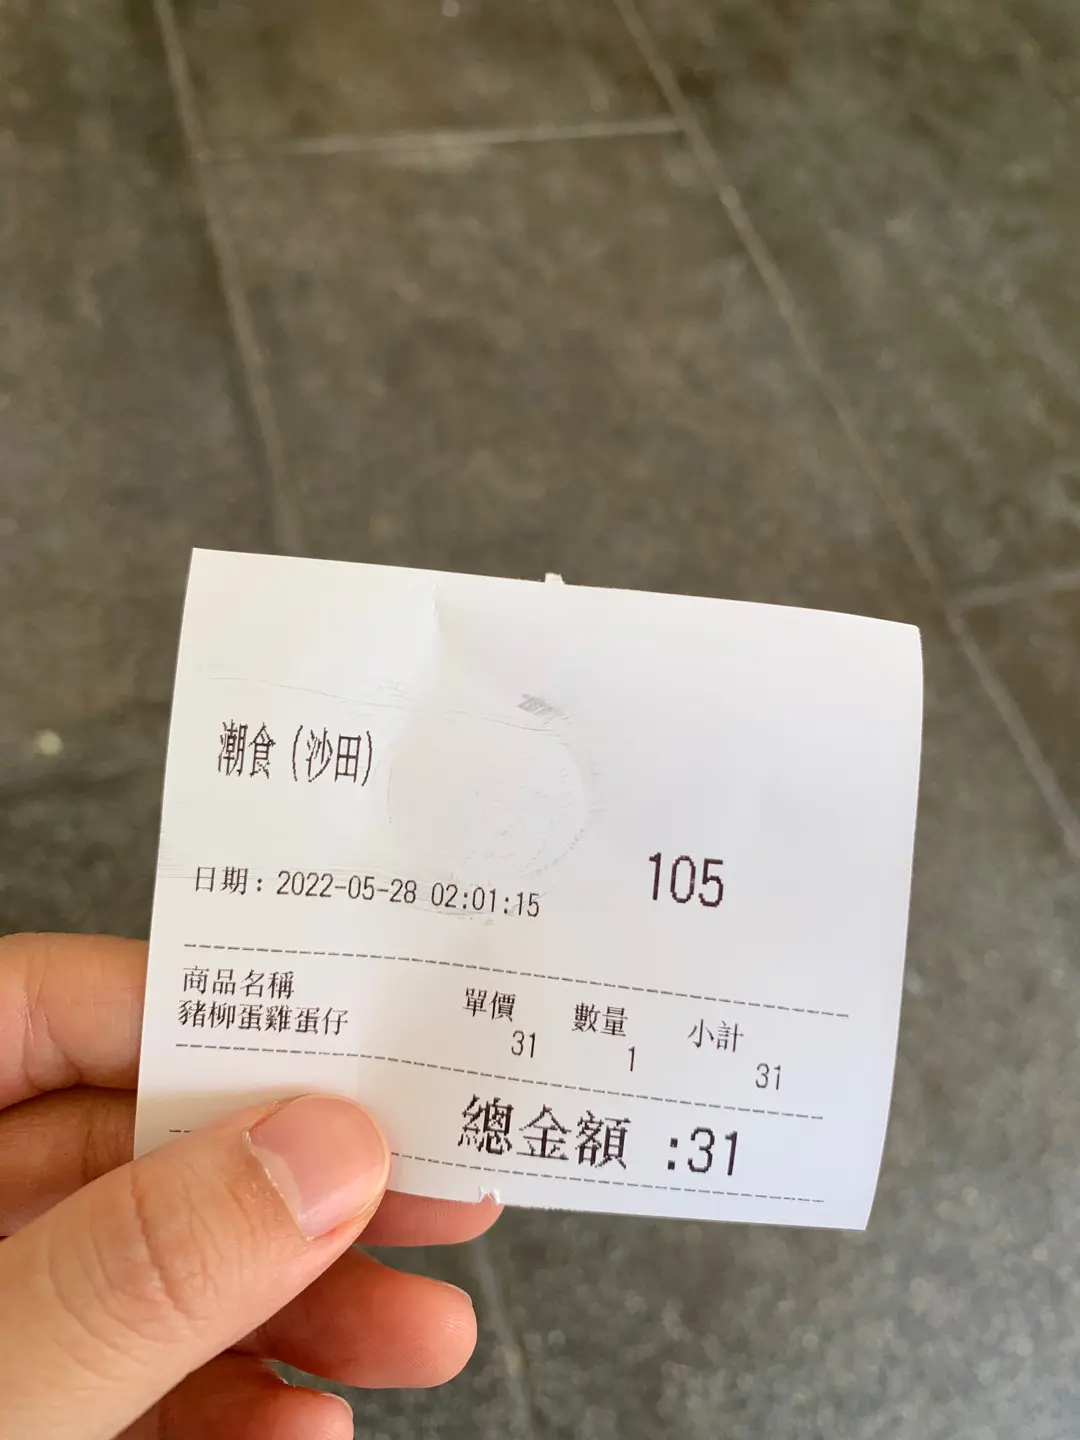 潮食(沙田)
105
日期:2022-05-28 02:01:15
商品名稱 單價 數量 小計
豬柳蛋雞蛋仔 31 1 31
總金額 :31